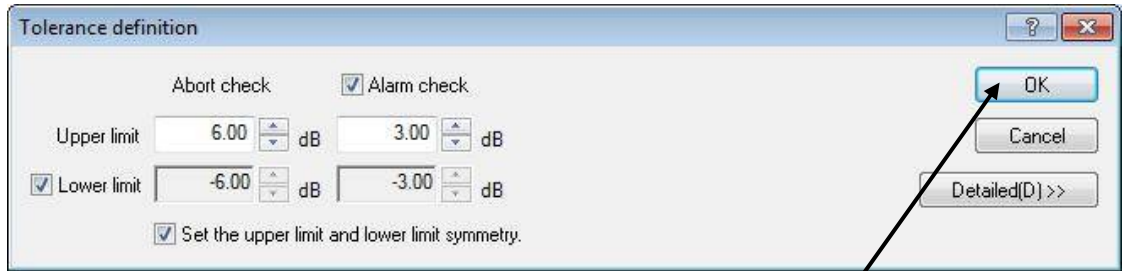 Tolerance definition
Abort check Alarm check OK
Upper limit 6.00 dB 3.00 dB Cancel
Lower limit -6.00 dB -3.00 dB Detailed(D) >>
Set the upper limit and lower limit symmetry.